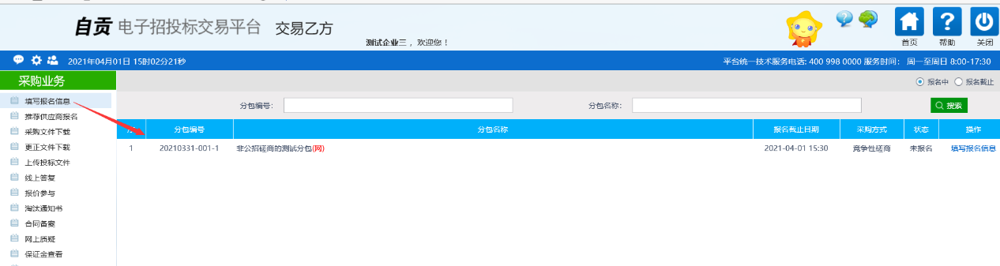 自贡 电子招投标交易平台 交易乙方
测试企业三 ，欢迎您！
首页 帮助 关闭
2021年04月01日 15时02分21秒 平台统一技术服务电话: 400 998 0000 服务时间： 周一至周日 8:00-17:30
采购业务
报名中 报名截止
填写报名信息
分包编号： 分包名称： 搜索
推荐供应商报名
采购文件下载
分包编号 分包名称 报名截止日期 采购方式 状态 操作
更正文件下载
1 20210331-001-1 非公招磋商的测试分包(网) 2021-04-01 15:30 竞争性磋商 未报名 填写报名信息
上传投标文件
线上答复
报价参与
淘汰通知书
合同备案
网上质疑
保证金查看